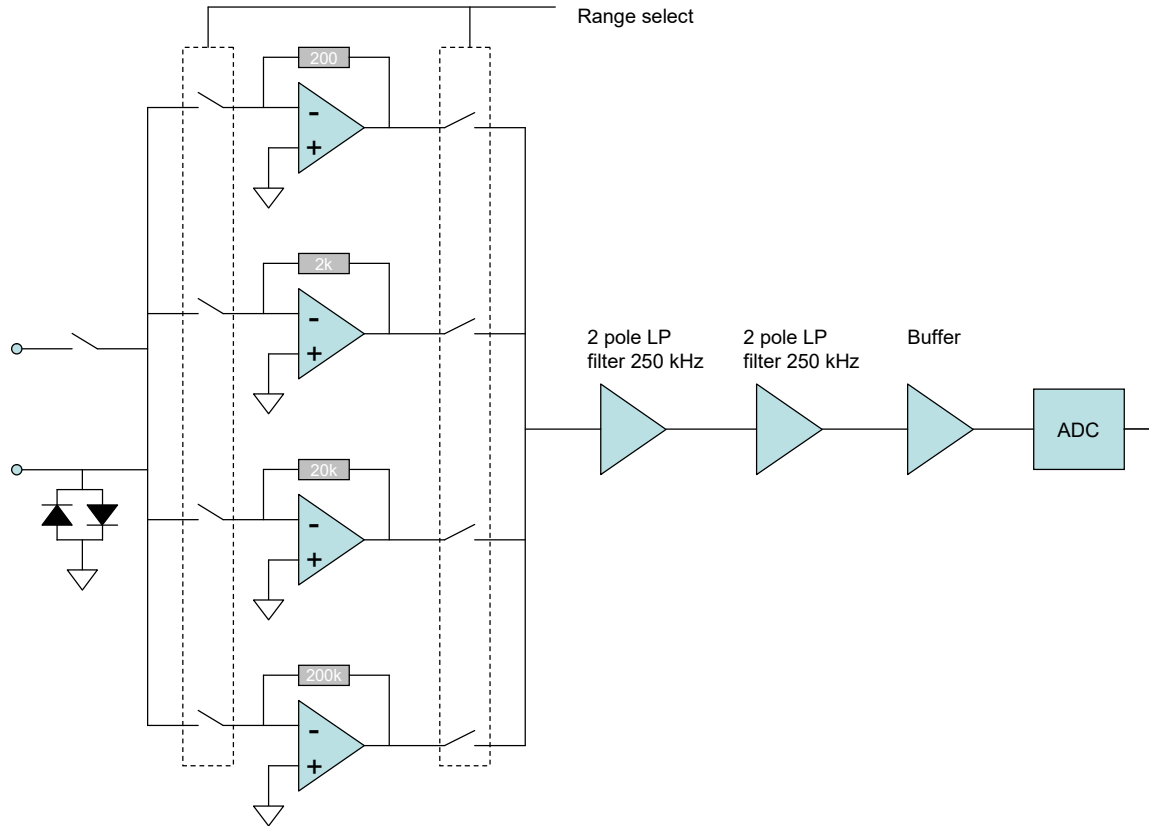 Range select
200
-
+
2k
-
+
2 pole LP
filter 250 kHz
2 pole LP
filter 250 kHz
Buffer
ADC
20k
-
+
200k
-
+